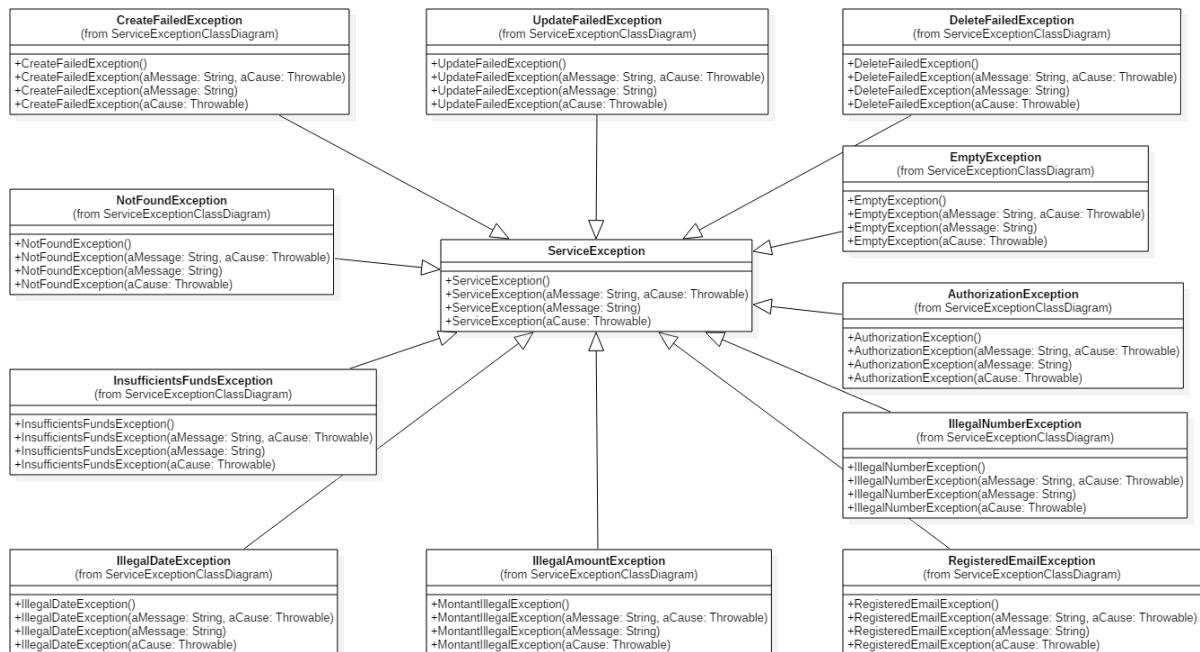 CreateFailedException
(from ServiceExceptionClassDiagram)
+CreateFailedException()
+CreateFailedException(aMessage: String, aCause: Throwable)
+CreateFailedException(aMessage: String)
+CreateFailedException(aCause: Throwable)
UpdateFailedException
(from ServiceExceptionClassDiagram)
+UpdateFailedException()
+UpdateFailedException(aMessage: String, aCause: Throwable)
+UpdateFailedException(aMessage: String)
+UpdateFailedException(aCause: Throwable)
DeleteFailedException
(from ServiceExceptionClassDiagram)
+DeleteFailedException()
+DeleteFailedException(aMessage: String, aCause: Throwable)
+DeleteFailedException(aMessage: String)
+DeleteFailedException(aCause: Throwable)
EmptyException
(from ServiceExceptionClassDiagram)
+EmptyException()
+EmptyException(aMessage: String, aCause: Throwable)
+EmptyException(aMessage: String)
+EmptyException(aCause: Throwable)
NotFoundException
(from ServiceExceptionClassDiagram)
+NotFoundException()
+NotFoundException(aMessage: String, aCause: Throwable)
+NotFoundException(aMessage: String)
+NotFoundException(aCause: Throwable)
ServiceException
+ServiceException()
+ServiceException(aMessage: String, aCause: Throwable)
+ServiceException(aMessage: String)
+ServiceException(aCause: Throwable)
AuthorizationException
(from ServiceExceptionClassDiagram)
+AuthorizationException()
+AuthorizationException(aMessage: String, aCause: Throwable)
+AuthorizationException(aMessage: String)
+AuthorizationException(aCause: Throwable)
InsufficientsFundsException
(from ServiceExceptionClassDiagram)
+InsufficientsFundsException()
+InsufficientsFundsException(aMessage: String, aCause: Throwable)
+InsufficientsFundsException(aMessage: String)
+InsufficientsFundsException(aCause: Throwable)
IllegalNumberException
(from ServiceExceptionClassDiagram)
+IllegalNumberException()
+IllegalNumberException(aMessage: String, aCause: Throwable)
+IllegalNumberException(aMessage: String)
+IllegalNumberException(aCause: Throwable)
IllegalDateException
(from ServiceExceptionClassDiagram)
+IllegalDateException()
+IllegalDateException(aMessage: String, aCause: Throwable)
+IllegalDateException(aMessage: String)
+IllegalDateException(aCause: Throwable)
IllegalAmountException
(from ServiceExceptionClassDiagram)
+MontantIllegalException()
+MontantIllegalException(aMessage: String, aCause: Throwable)
+MontantIllegalException(aMessage: String)
+MontantIllegalException(aCause: Throwable)
RegisteredEmailException
(from ServiceExceptionClassDiagram)
+RegisteredEmailException()
+RegisteredEmailException(aMessage: String, aCause: Throwable)
+RegisteredEmailException(aMessage: String)
+RegisteredEmailException(aCause: Throwable)